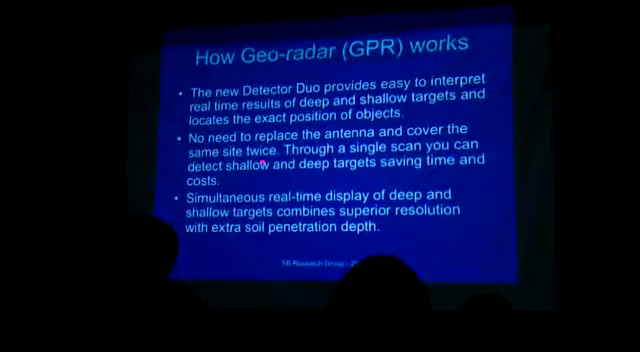 How Geo-radar (GPR) works
• The new Detector Duo provides easy to interpret
real time results of deep and shallow targets and
locates the exact position of objects.
• No need to replace the antenna and cover the
same site twice. Through a single scan you can
detect shallow and deep targets saving time and
costs.
• Simultaneous real-time display of deep and
shallow targets combines superior resolution
with extra soil penetration depth.
SB Research Group -